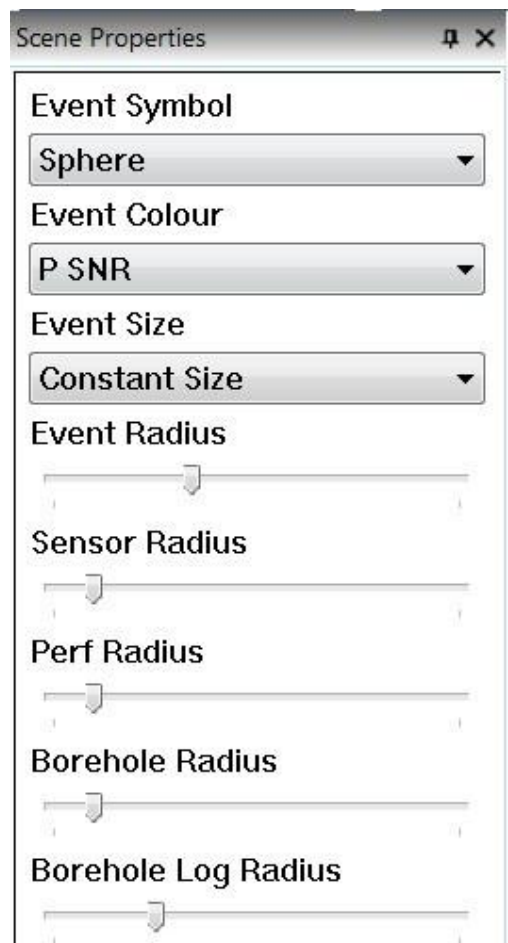 Scene Properties
Event Symbol
Sphere
Event Colour
P SNR
Event Size
Constant Size
Event Radius
Sensor Radius
Perf Radius
Borehole Radius
Borehole Log Radius